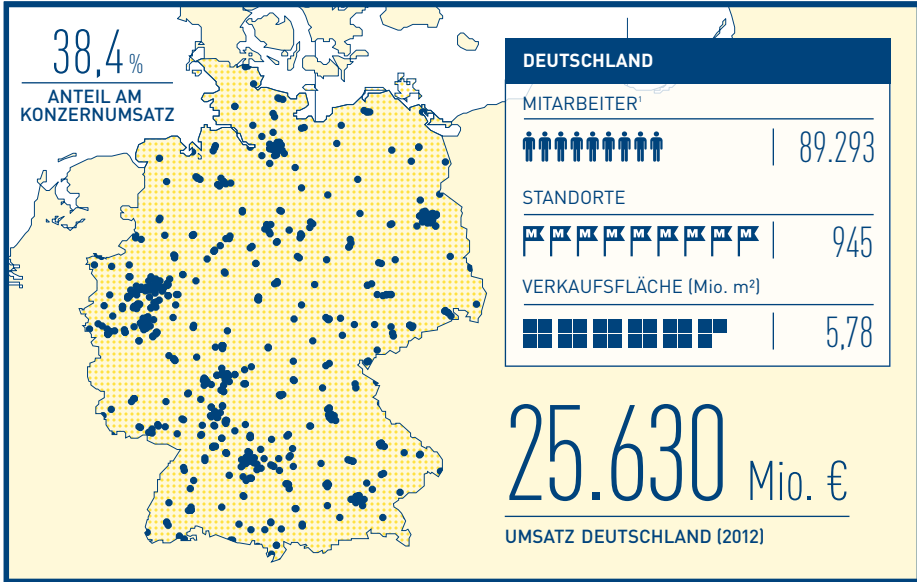 38,4 %
ANTEIL AM
KONZERNUMSATZ
DEUTSCHLAND
MITARBEITER¹
89.293
STANDORTE
M M M M M M M M M
945
VERKAUFSFLÄCHE (Mio. m²)
5,78
25.630 Mio. €
UMSATZ DEUTSCHLAND (2012)